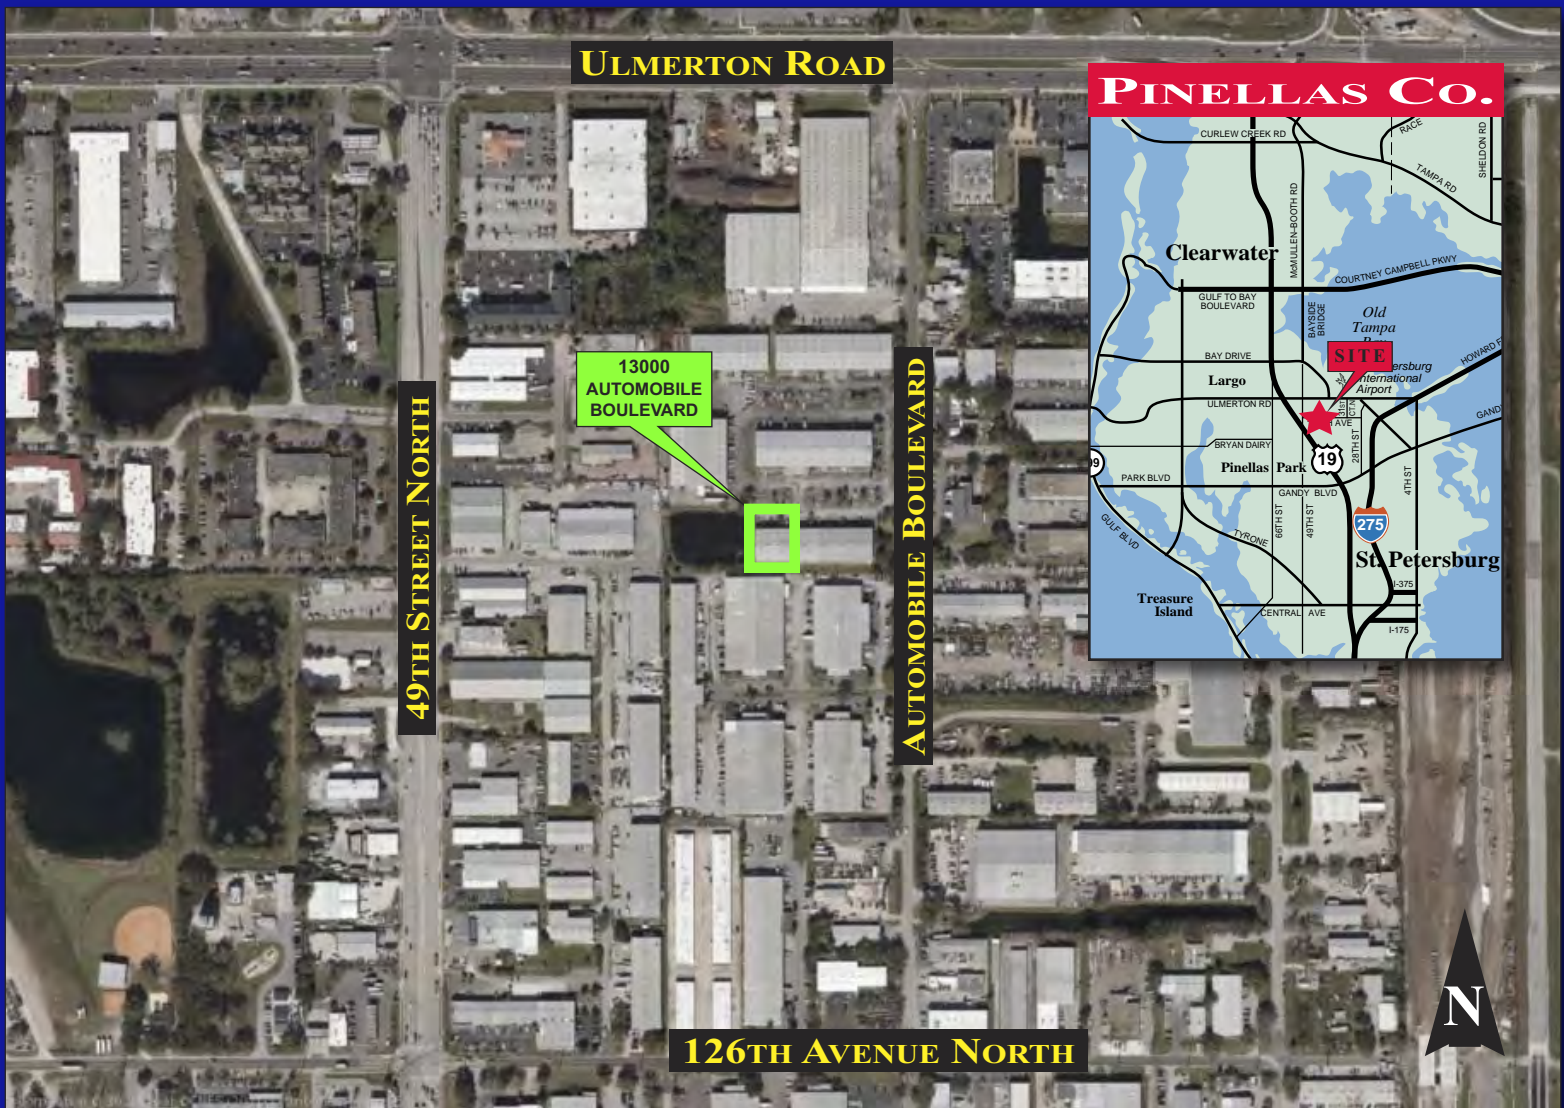 ULMERTON ROAD
PINELLAS CO.
CURLEW CREEK RD
RACE
SHELDON RD
TAMPA RD
McMULLEN-BOOTH RD
Clearwater
COURTNEY CAMPBELL PKWY
GULF TO BAY
BOULEVARD
BAYSIDE
BRIDGE
Old
Tampa
SITE
BAY DRIVE
International
Airport
Largo
ULMERTON RD
31ST
CT N
AVE
BRYAN DAIRY
28TH ST
Pinellas Park
19
PARK BLVD
GANDY BLVD
4TH ST
GULF BLVD
66TH ST
49TH ST
TYRONE
275
St. Petersburg
I-375
Treasure
Island
CENTRAL AVE
I-175
13000
AUTOMOBILE
BOULEVARD
49TH STREET NORTH
AUTOMOBILE BOULEVARD
126TH AVENUE NORTH
N